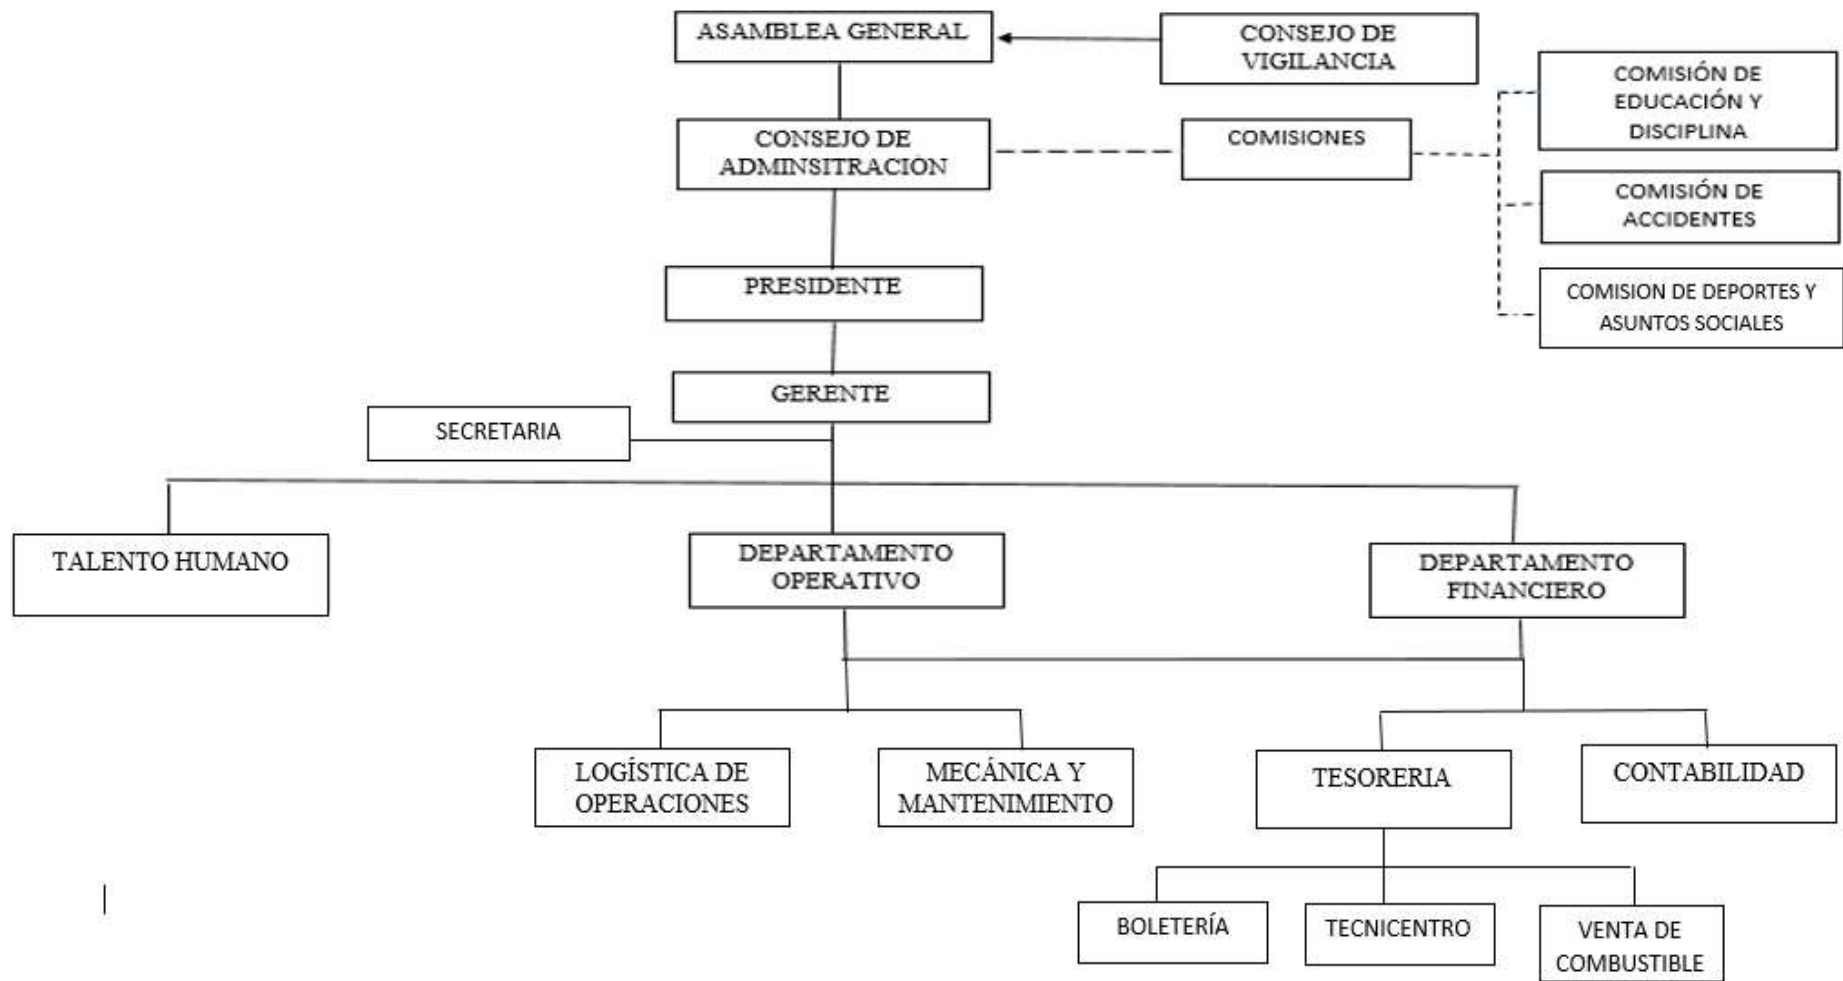 ASAMBLEA GENERAL
CONSEJO DE
VIGILANCIA
COMISIÓN DE
EDUCACIÓN Y
DISCIPLINA
CONSEJO DE
ADMINSITRACION
COMISIONES
COMISIÓN DE
ACCIDENTES
PRESIDENTE
COMISION DE DEPORTES Y
ASUNTOS SOCIALES
GERENTE
SECRETARIA
TALENTO HUMANO
DEPARTAMENTO
OPERATIVO
DEPARTAMENTO
FINANCIERO
LOGÍSTICA DE
OPERACIONES
MECÁNICA Y
MANTENIMIENTO
TESORERIA
CONTABILIDAD
BOLETERÍA
TECNICENTRO
VENTA DE
COMBUSTIBLE